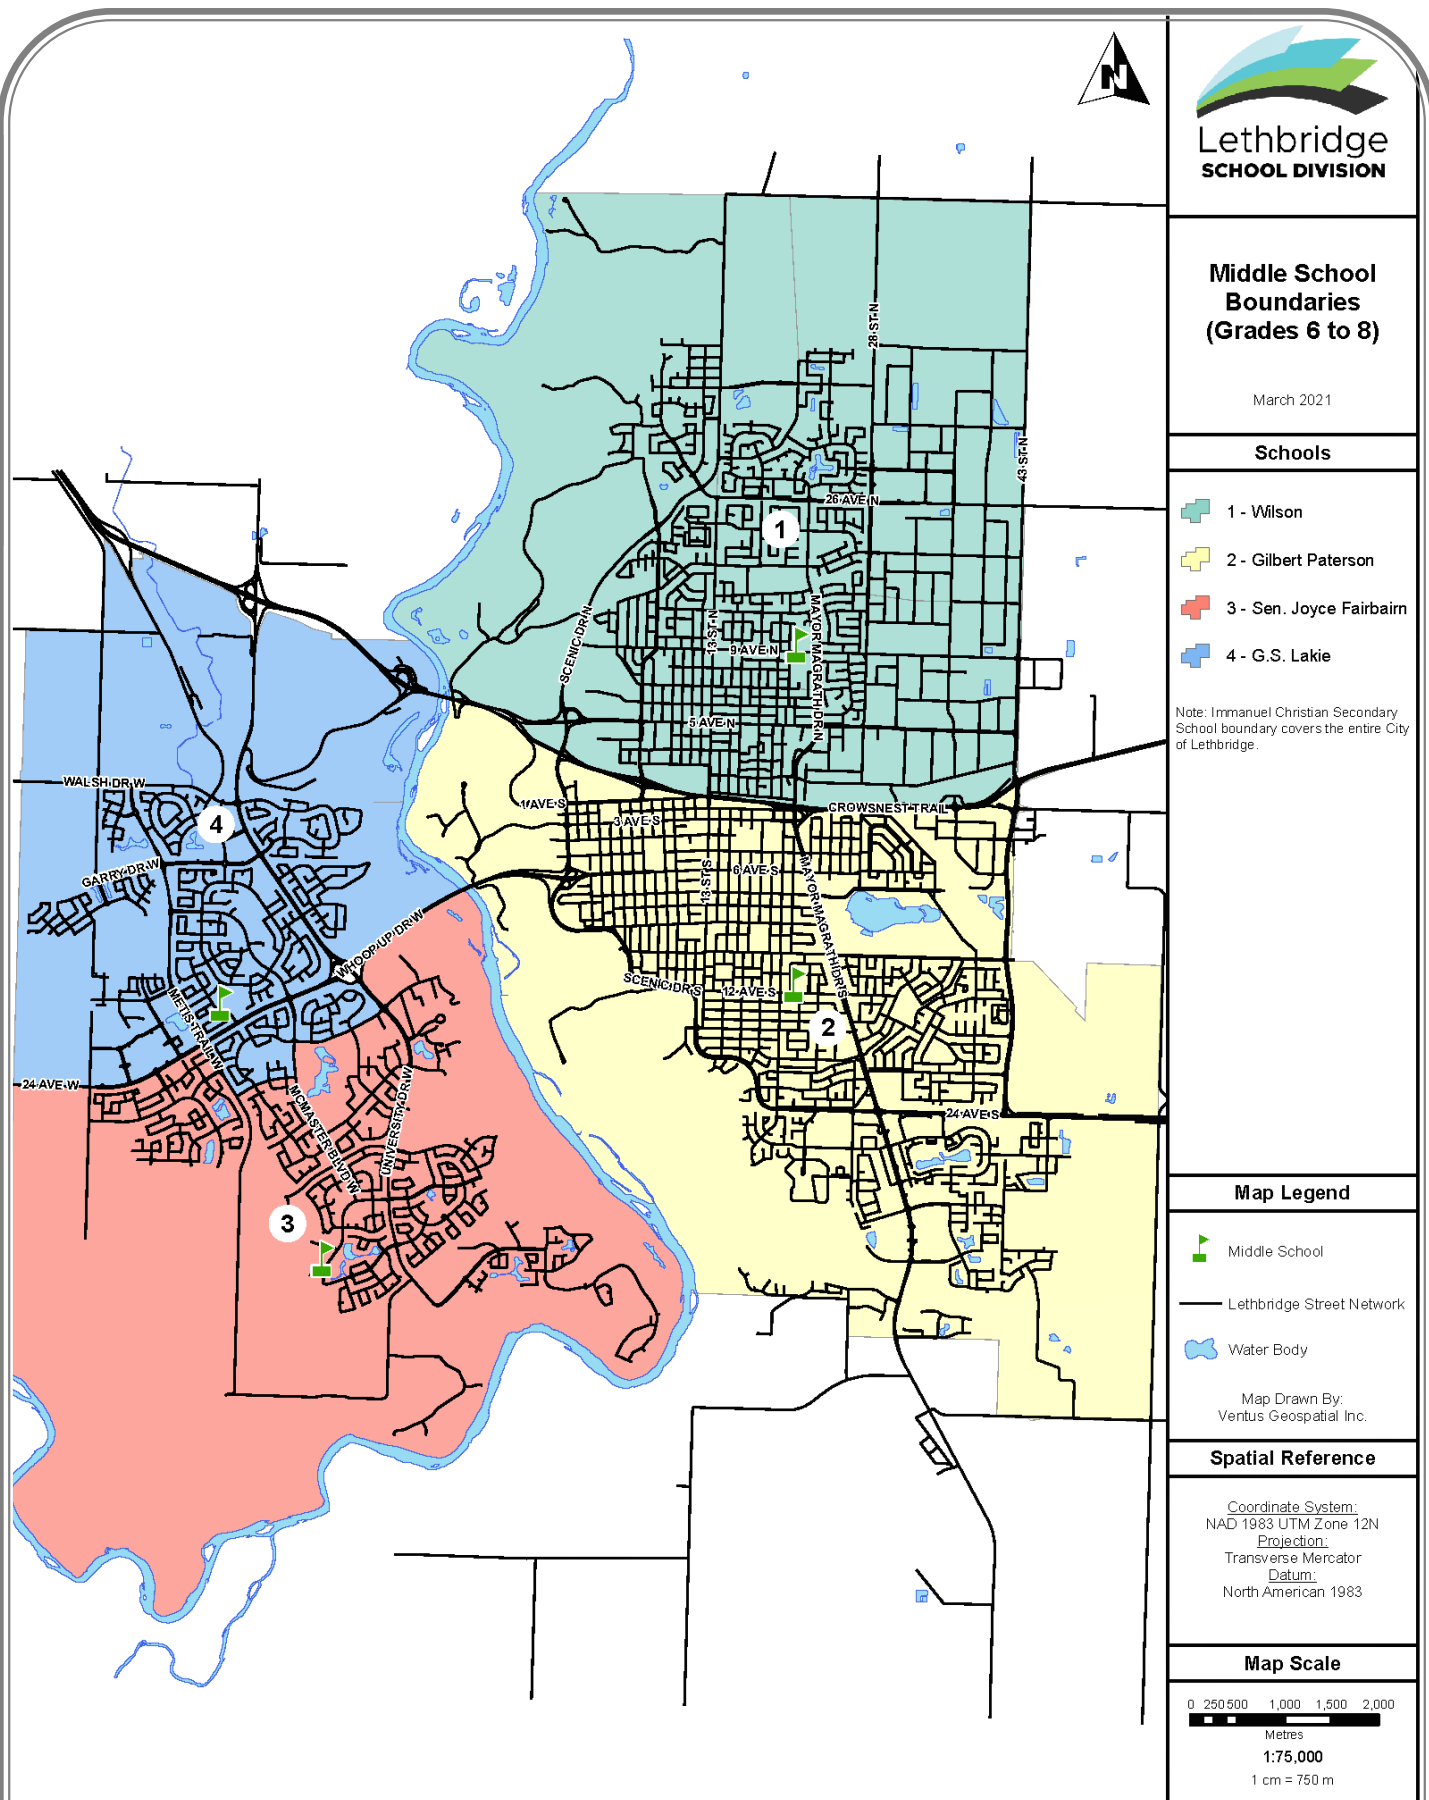 N
Lethbridge
SCHOOL DIVISION
Middle School
Boundaries
(Grades 6 to 8)
March 2021
Schools
1 - Wilson
2 - Gilbert Paterson
3 - Sen. Joyce Fairbairn
4 - G.S. Lakie
Note: Immanuel Christian Secondary
School boundary covers the entire City
of Lethbridge.
Map Legend
Middle School
Lethbridge Street Network
Water Body
Map Drawn By:
Ventus Geospatial Inc.
Spatial Reference
Coordinate System:
NAD 1983 UTM Zone 12N
Projection:
Transverse Mercator
Datum:
North American 1983
Map Scale
0 250 500 1,000 1,500 2,000
Metres
1:75,000
1 cm = 750 m
28 ST N
43 ST N
26 AVE N
1
SCENIC DR N
13 ST N
MAYOR MAGRATH DR N
9 AVE N
5 AVE N
WALSH DR W
4
GARRY DR W
1 AVE S
3 AVE S
CROWSNEST TRAIL
6 AVE S
13 ST S
MAYOR MAGRATH DR S
WHOOP-UP DR W
SCENIC DR S
12 AVE S
2
METIS TRAIL W
24 AVE W
MCMASTER BLVD W
UNIVERSITY DR W
24 AVE S
3